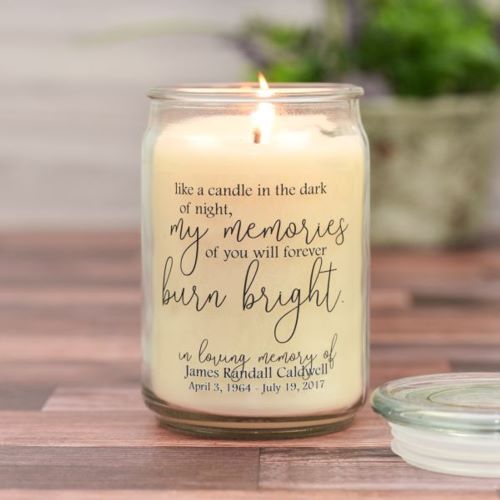 like a candle in the dark
of night,
my memories
of you will forever
burn bright.
in loving memory of
James Randall Caldwell
April 3, 1964 - July 19, 2017